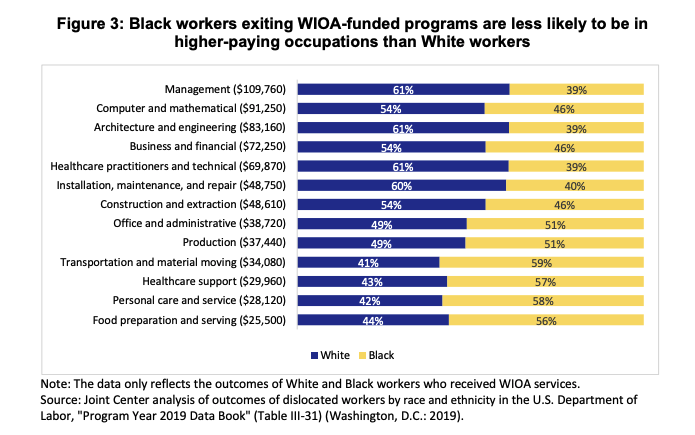 Figure 3: Black workers exiting WIOA-funded programs are less likely to be in
higher-paying occupations than White workers
Management ($109,760) 61% 39%
Computer and mathematical ($91,250) 54% 46%
Architecture and engineering ($83,160) 61% 39%
Business and financial ($72,250) 54% 46%
Healthcare practitioners and technical ($69,870) 61% 39%
Installation, maintenance, and repair ($48,750) 60% 40%
Construction and extraction ($48,610) 54% 46%
Office and administrative ($38,720) 49% 51%
Production ($37,440) 49% 51%
Transportation and material moving ($34,080) 41% 59%
Healthcare support ($29,960) 43% 57%
Personal care and service ($28,120) 42% 58%
Food preparation and serving ($25,500) 44% 56%
White Black
Note: The data only reflects the outcomes of White and Black workers who received WIOA services.
Source: Joint Center analysis of outcomes of dislocated workers by race and ethnicity in the U.S. Department of
Labor, "Program Year 2019 Data Book" (Table III-31) (Washington, D.C.: 2019).